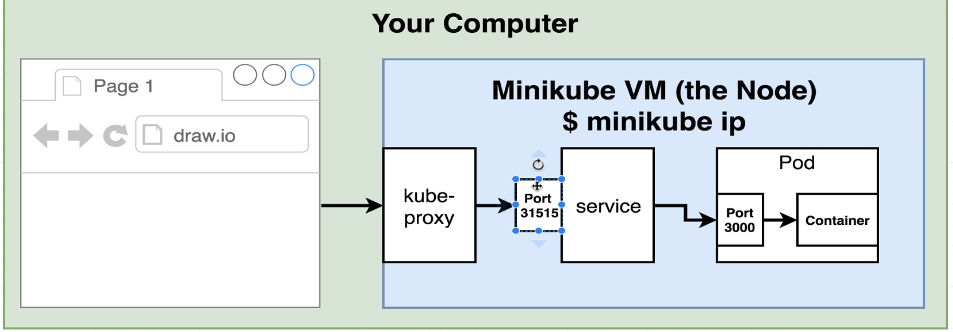 Your Computer
Page 1
draw.io
Minikube VM (the Node)
$ minikube ip
kube-
proxy
Port
31515
service
Pod
Port
3000
Container